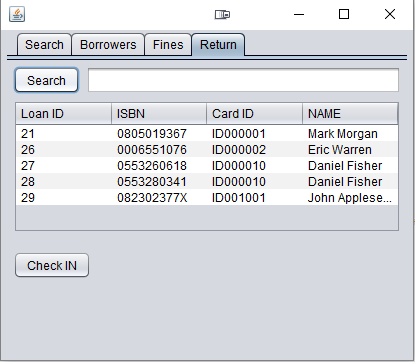 Search Borrowers Fines Return
Search
Loan ID ISBN Card ID NAME
21 0805019367 ID000001 Mark Morgan
26 0006551076 ID000002 Eric Warren
27 0553260618 ID000010 Daniel Fisher
28 0553280341 ID000010 Daniel Fisher
29 082302377X ID001001 John Applese...
Check IN